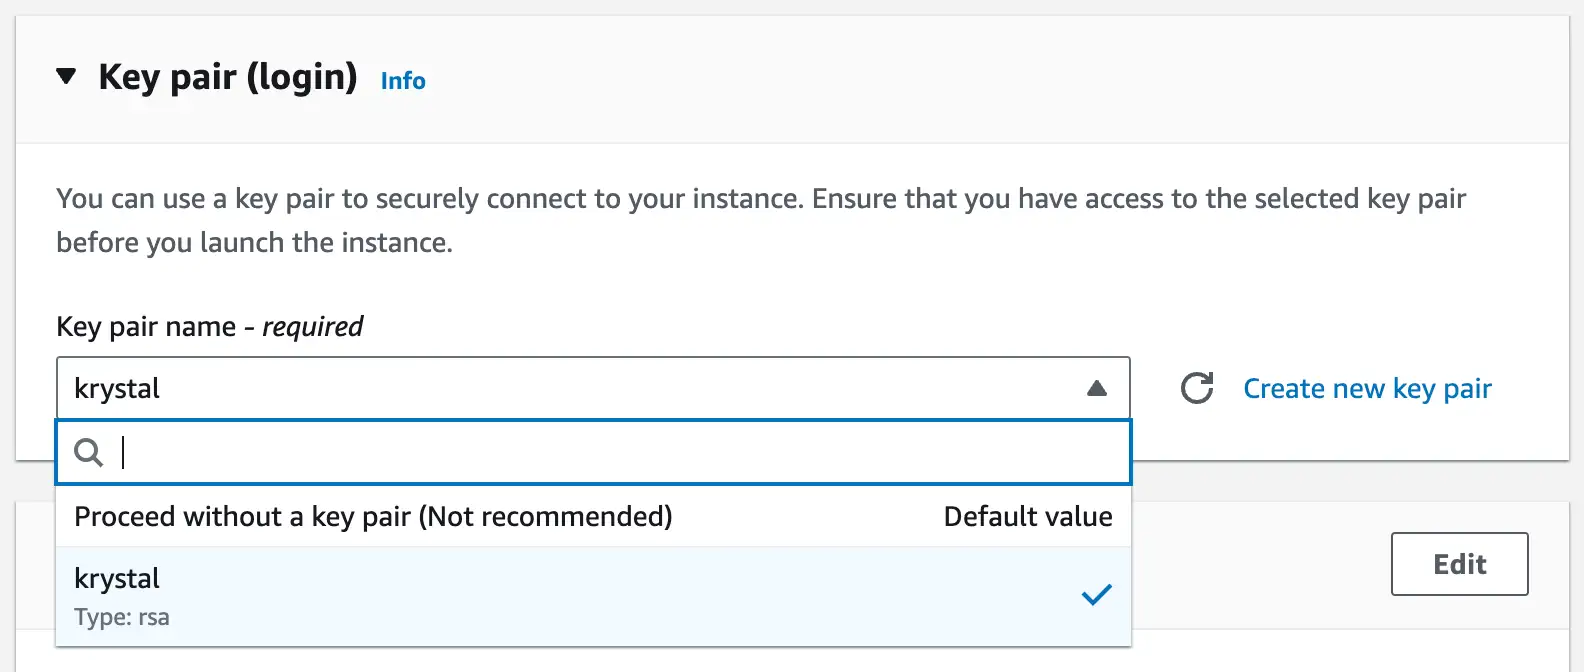 Key pair (login) Info
You can use a key pair to securely connect to your instance. Ensure that you have access to the selected key pair
before you launch the instance.
Key pair name - required
krystal
Create new key pair
Proceed without a key pair (Not recommended) Default value
krystal
Type: rsa
Edit